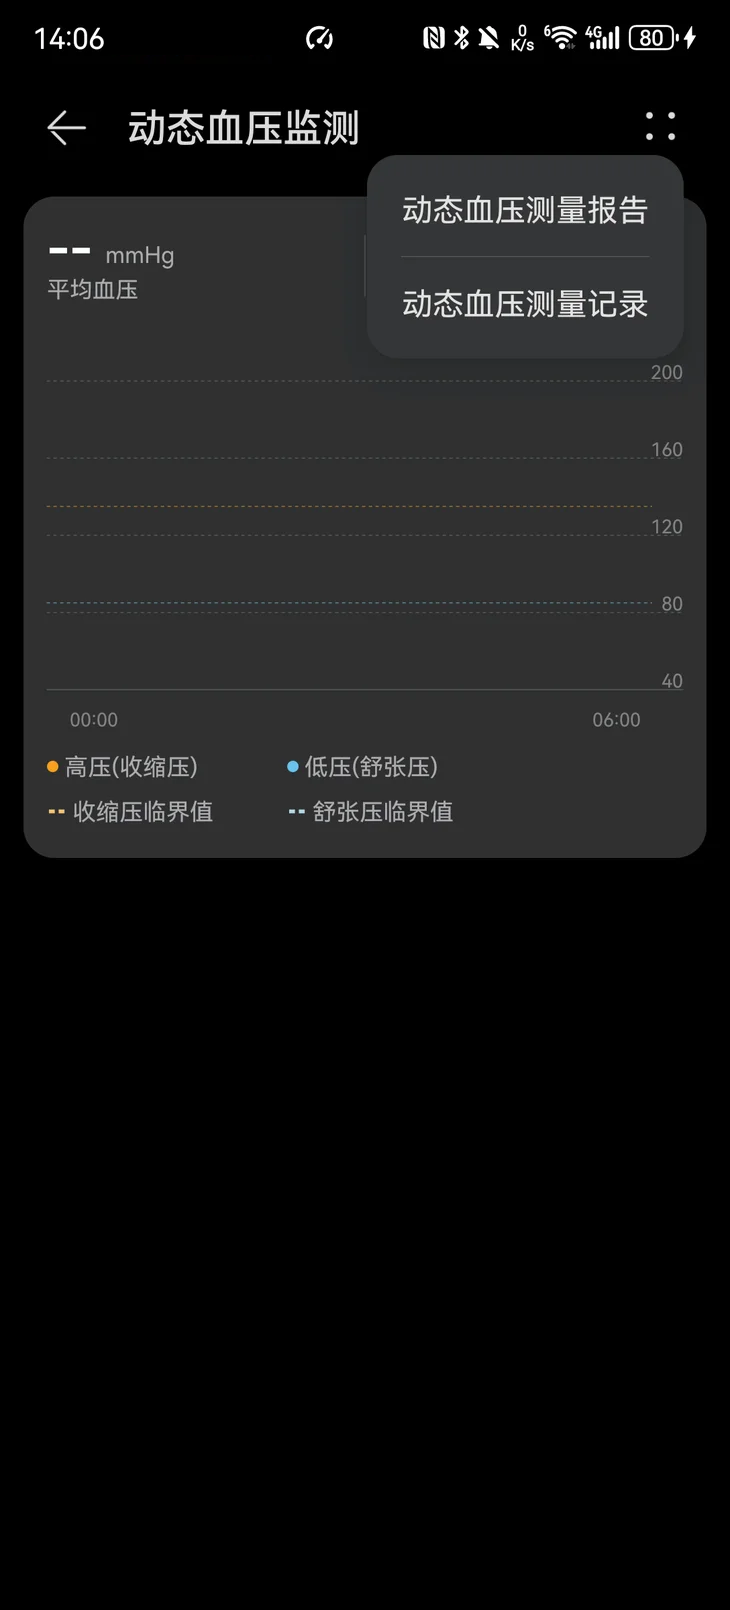 14:06
0 K/s
6
4G
80
动态血压监测
动态血压测量报告
动态血压测量记录
-- mmHg
平均血压
200
160
120
80
40
00:00 06:00
高压(收缩压) 低压(舒张压)
收缩压临界值 舒张压临界值